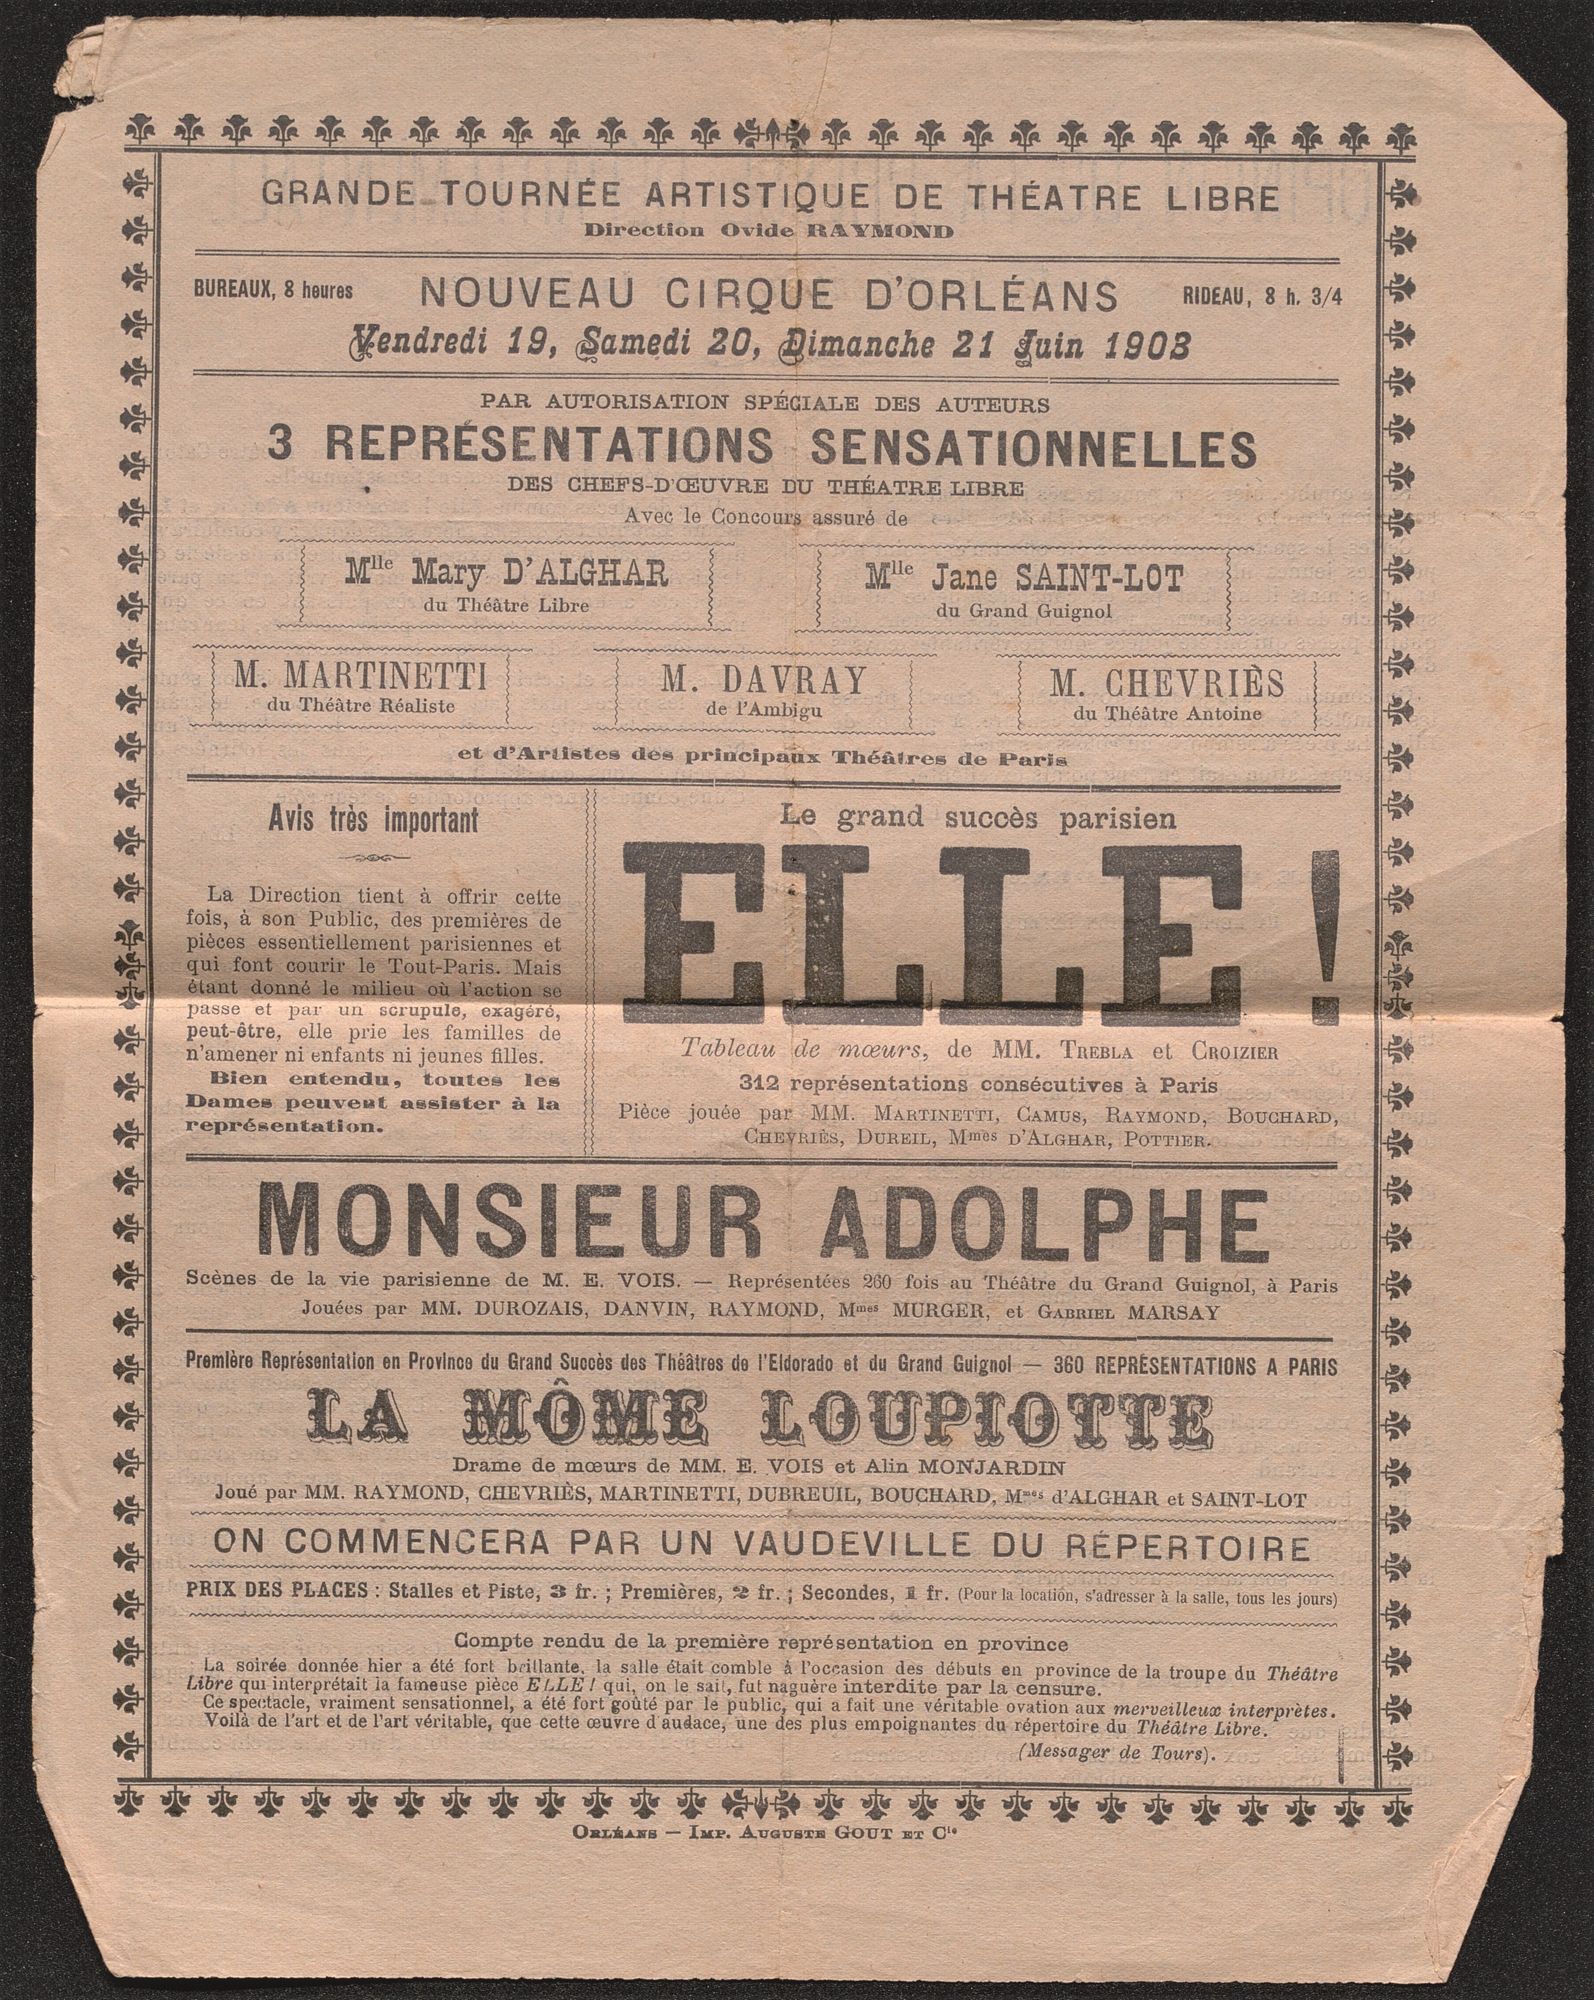 GRANDE TOURNÉE ARTISTIQUE DE THÉATRE LIBRE
Direction Ovide RAYMOND
BUREAUX, 8 heures
NOUVEAU CIRQUE D'ORLÉANS
RIDEAU, 8 h. 3/4
Vendredi 19, Samedi 20, Dimanche 21 Juin 1903
PAR AUTORISATION SPÉCIALE DES AUTEURS
3 REPRÉSENTATIONS SENSATIONNELLES
DES CHEFS-D'ŒUVRE DU THÉATRE LIBRE
Avec le Concours assuré de
Mlle Mary D'ALGHAR
du Théâtre Libre
Mlle Jane SAINT-LOT
du Grand Guignol
M. MARTINETTI
du Théâtre Réaliste
M. DAVRAY
de l'Ambigu
M. CHEVRIÈS
du Théâtre Antoine
et d'Artistes des principaux Théâtres de Paris
Avis très important
La Direction tient à offrir cette
fois, à son Public, des premières de
pièces essentiellement parisiennes et
qui font courir le Tout-Paris. Mais
étant donné le milieu où l'action se
passe et par un scrupule, exagéré,
peut-être, elle prie les familles de
n'amener ni enfants ni jeunes filles.
Bien entendu, toutes les
Dames peuvent assister à la
représentation.
Le grand succès parisien
ELLE !
Tableau de mœurs, de MM. TREBLA et CROIZIER
312 représentations consécutives à Paris
Pièce jouée par MM. MARTINETTI, CAMUS, RAYMOND, BOUCHARD,
CHEVRIÈS, DUREIL, Mmes D'ALGHAR, POTTIER.
MONSIEUR ADOLPHE
Scènes de la vie parisienne de M. E. VOIS. — Représentées 260 fois au Théâtre du Grand Guignol, à Paris
Jouées par MM. DUROZAIS, DANVIN, RAYMOND, Mmes MURGER, et GABRIEL MARSAY
Première Représentation en Province du Grand Succès des Théâtres de l'Eldorado et du Grand Guignol — 360 REPRÉSENTATIONS A PARIS
LA MÔME LOUPIOTTE
Drame de mœurs de MM. E. VOIS et Alin MONJARDIN
Joué par MM. RAYMOND, CHEVRIÈS, MARTINETTI, DUBREUIL, BOUCHARD, Mmes d'ALGHAR et SAINT-LOT
ON COMMENCERA PAR UN VAUDEVILLE DU RÉPERTOIRE
PRIX DES PLACES : Stalles et Piste, 3 fr. ; Premières, 2 fr. ; Secondes, 1 fr. (Pour la location, s'adresser à la salle, tous les jours)
Compte rendu de la première représentation en province
La soirée donnée hier a été fort brillante, la salle était comble à l'occasion des débuts en province de la troupe du Théâtre
Libre qui interprétait la fameuse pièce ELLE ! qui, on le sait, fut naguère interdite par la censure.
Ce spectacle, vraiment sensationnel, a été fort goûté par le public, qui a fait une véritable ovation aux merveilleux interprètes.
Voilà de l'art et de l'art véritable, que cette œuvre d'audace, une des plus empoignantes du répertoire du Théâtre Libre.
(Messager de Tours).
ORLÉANS — IMP. AUGUSTE GOUT ET Cie